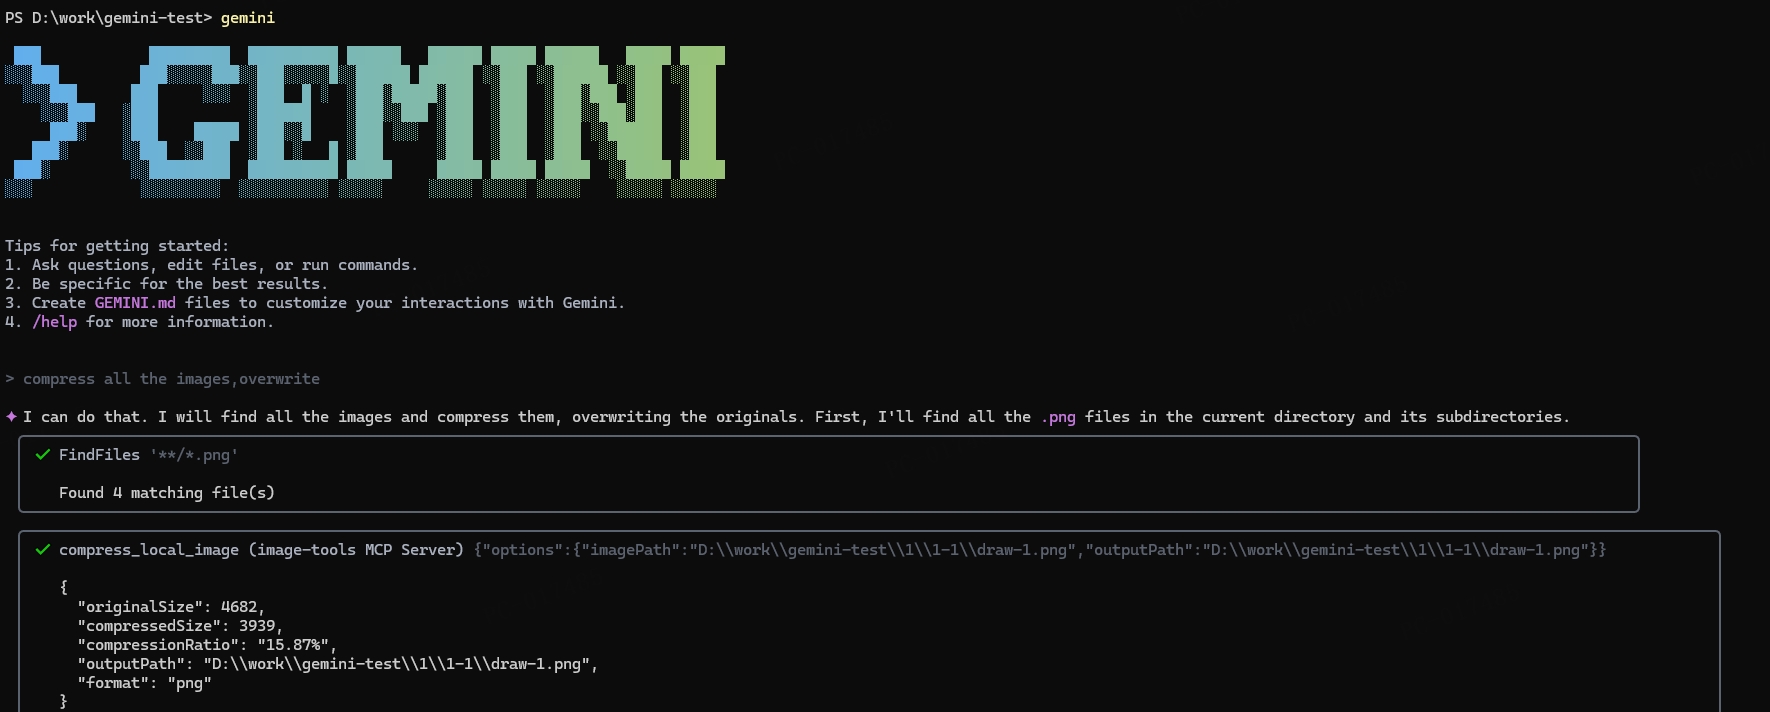 PS D:\work\gemini-test> gemini
> GEMINI
Tips for getting started:
1. Ask questions, edit files, or run commands.
2. Be specific for the best results.
3. Create GEMINI.md files to customize your interactions with Gemini.
4. /help for more information.
> compress all the images,overwrite
✦ I can do that. I will find all the images and compress them, overwriting the originals. First, I'll find all the .png files in the current directory and its subdirectories.
✓ FindFiles '**/*.png'
Found 4 matching file(s)
✓ compress_local_image (image-tools MCP Server) {"options":{"imagePath":"D:\\work\\gemini-test\\1\\1-1\\draw-1.png","outputPath":"D:\\work\\gemini-test\\1\\1-1\\draw-1.png"}}
{
"originalSize": 4682,
"compressedSize": 3939,
"compressionRatio": "15.87%",
"outputPath": "D:\\work\\gemini-test\\1\\1-1\\draw-1.png",
"format": "png"
}